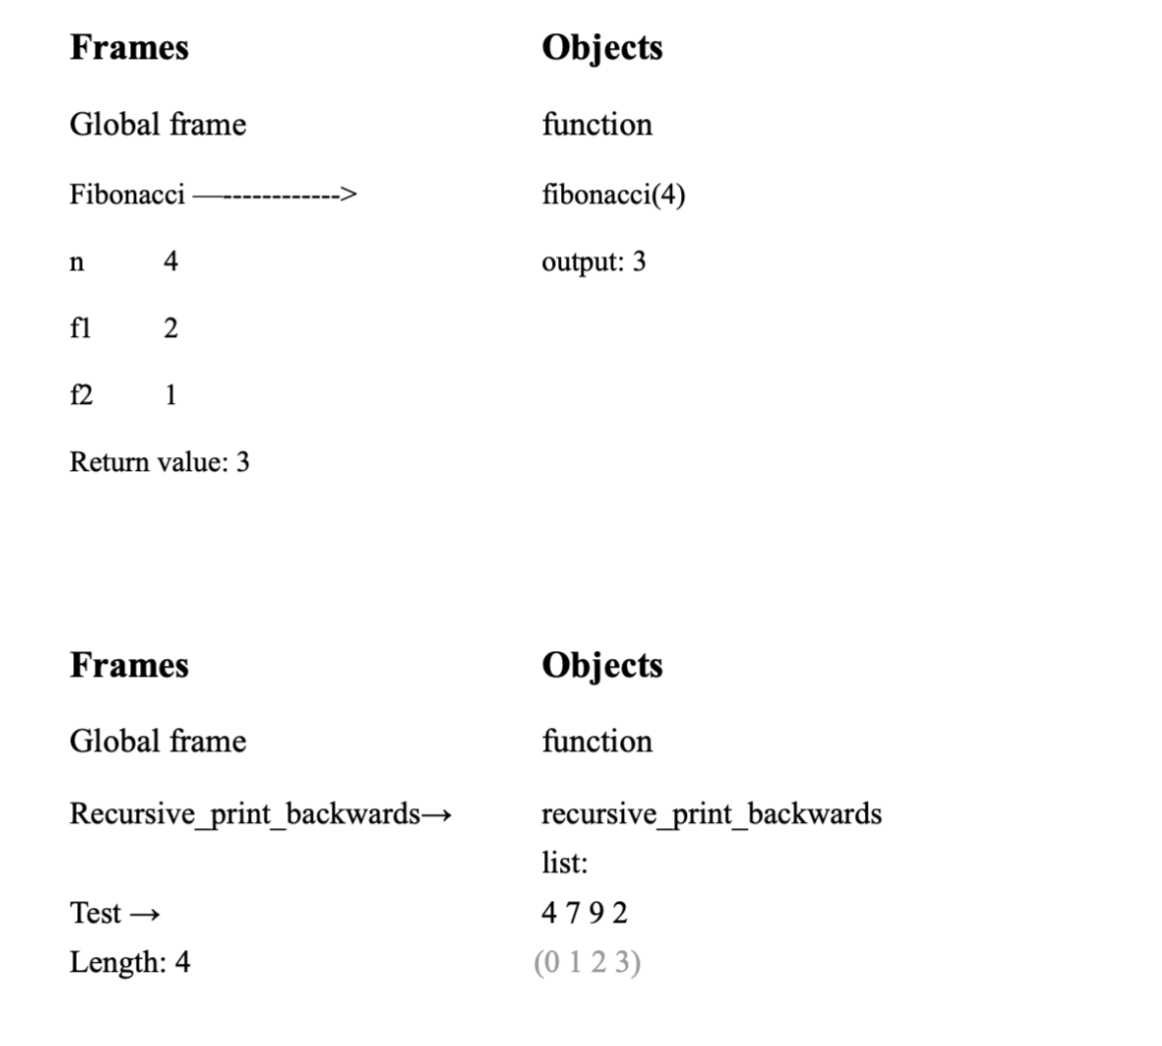 Frames Objects
Global frame function
Fibonacci —------------> fibonacci(4)
n 4 output: 3
f1 2
f2 1
Return value: 3
Frames Objects
Global frame function
Recursive_print_backwards→ recursive_print_backwards
list:
Test → 4 7 9 2
Length: 4 (0 1 2 3)